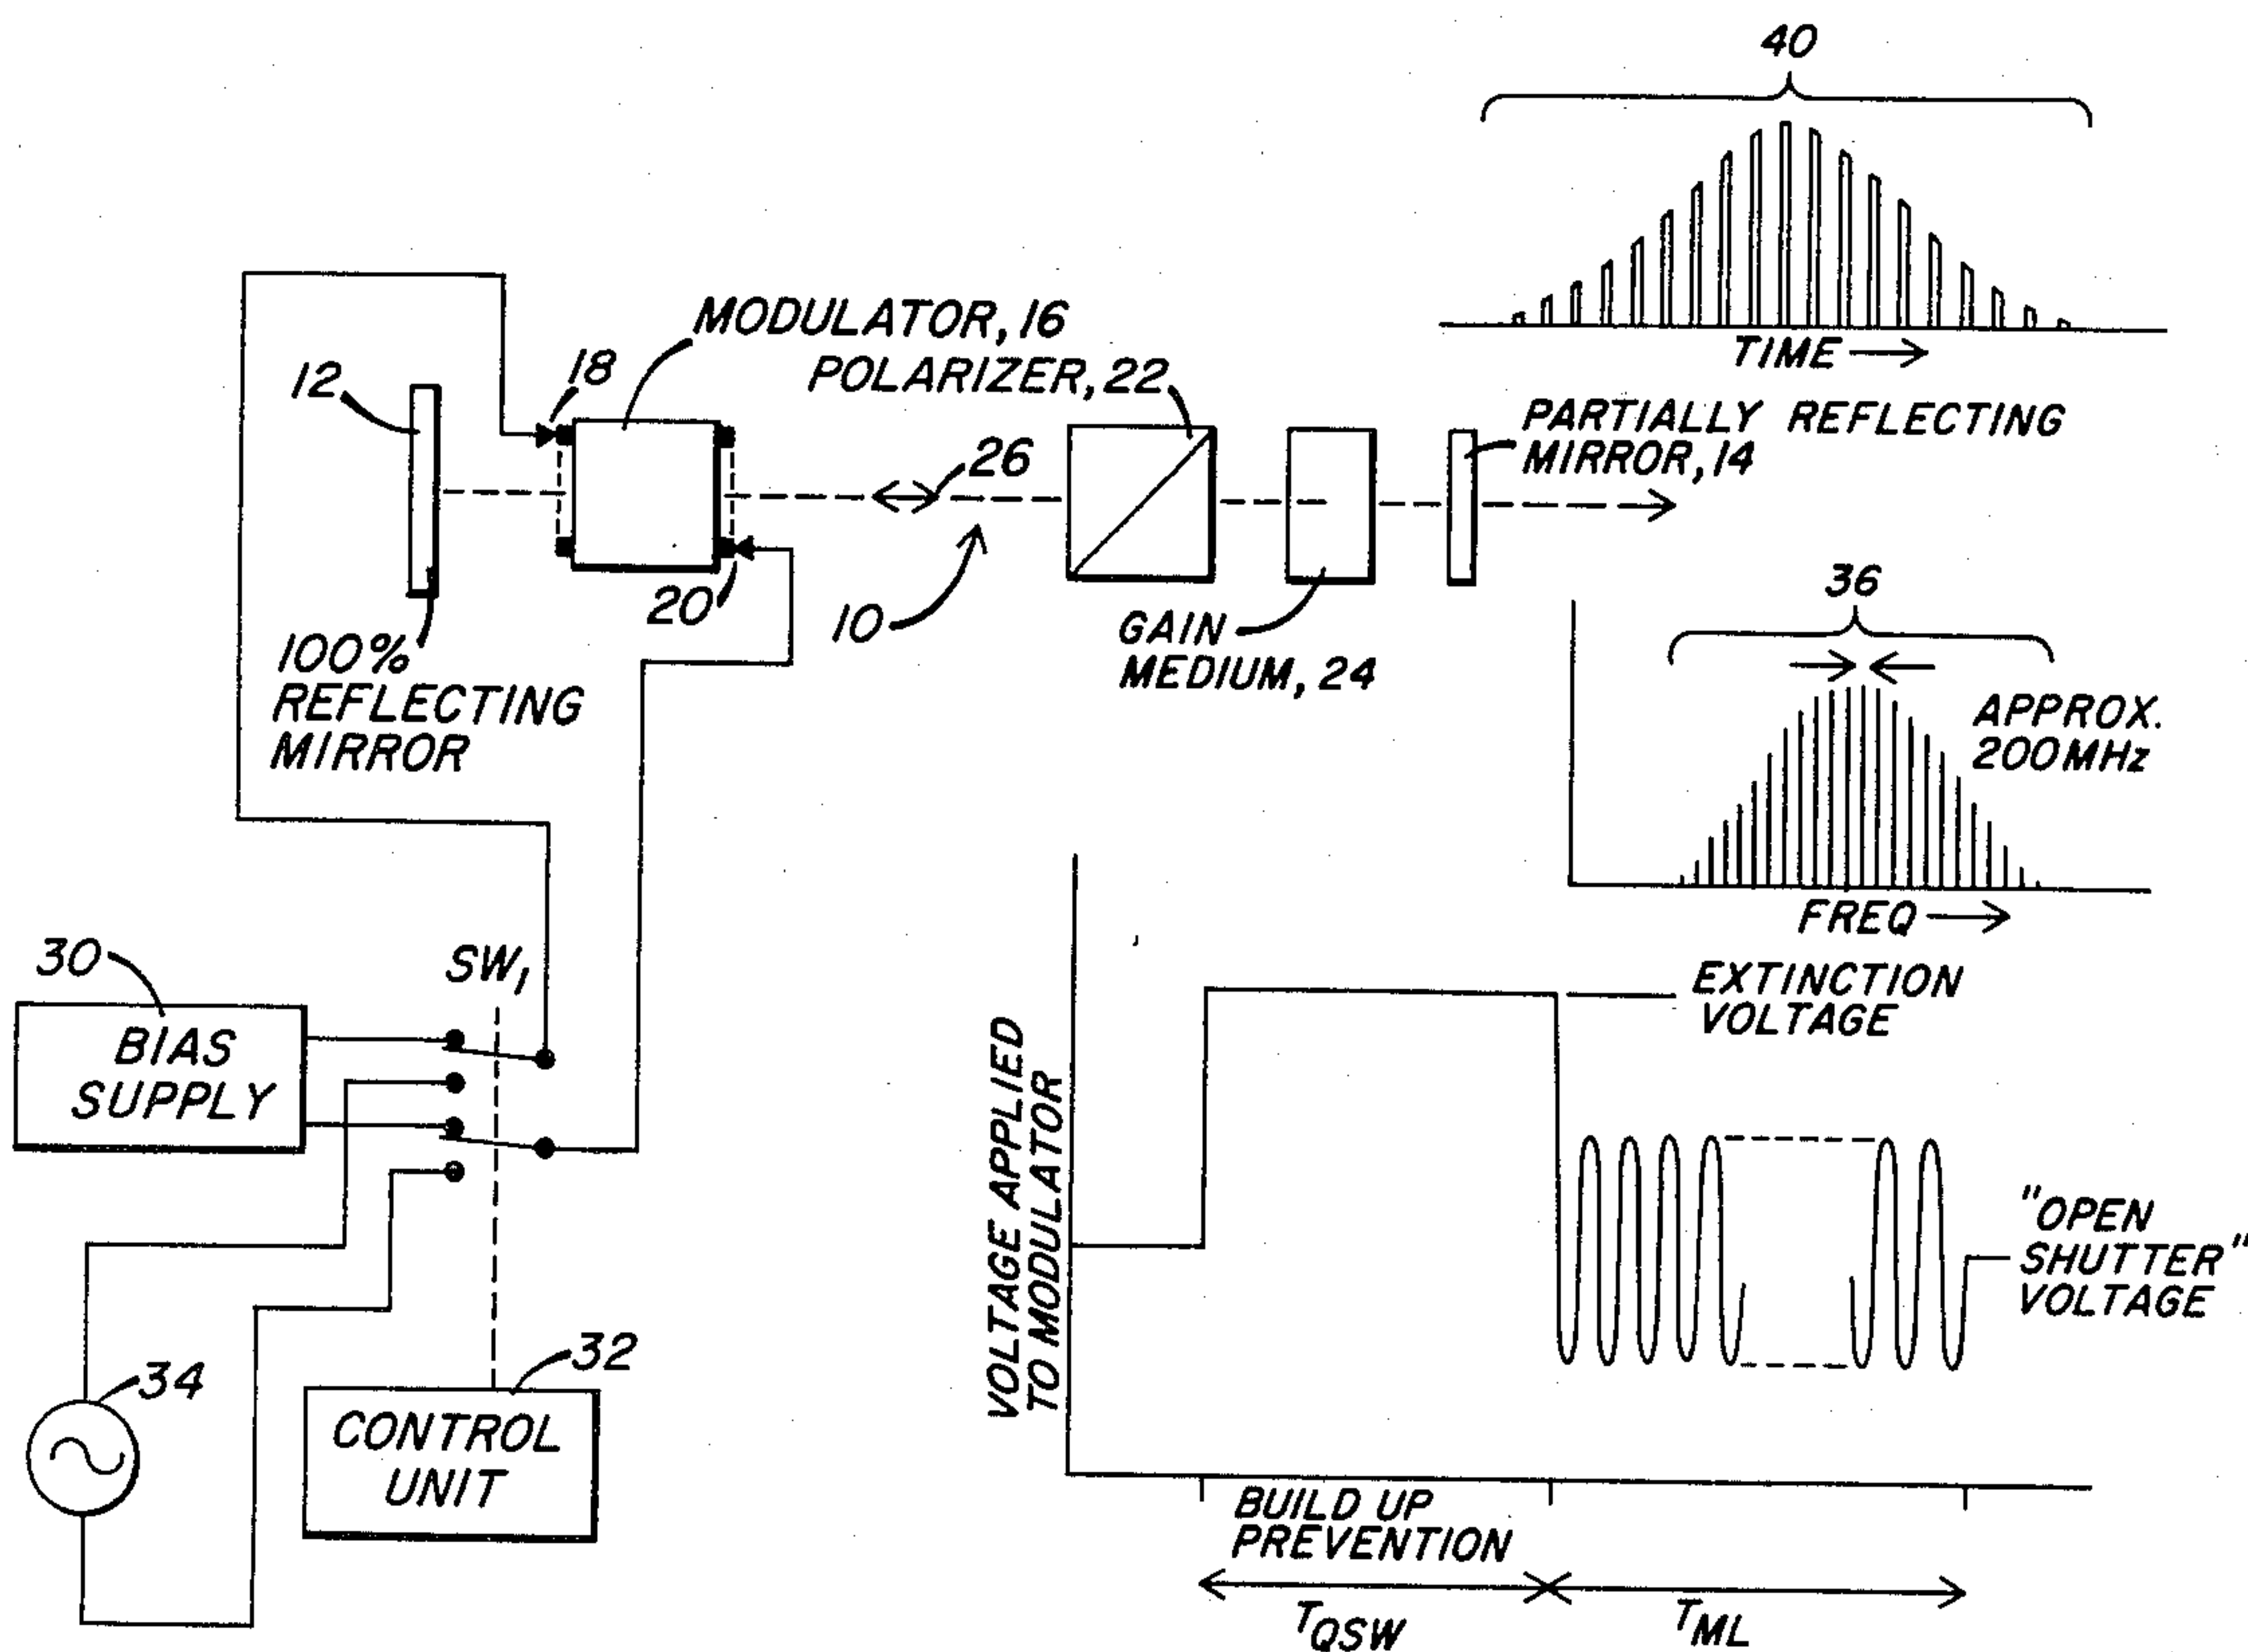 40
TIME
MODULATOR, 16
POLARIZER, 22
18
12
26
PARTIALLY REFLECTING
MIRROR, 14
20
10
GAIN
MEDIUM, 24
100%
REFLECTING
MIRROR
36
APPROX.
200MHz
FREQ
30
SW1
BIAS
SUPPLY
EXTINCTION
VOLTAGE
VOLTAGE APPLIED
TO MODULATOR
"OPEN
SHUTTER"
VOLTAGE
34
32
CONTROL
UNIT
BUILD UP
PREVENTION
TQSW
TML